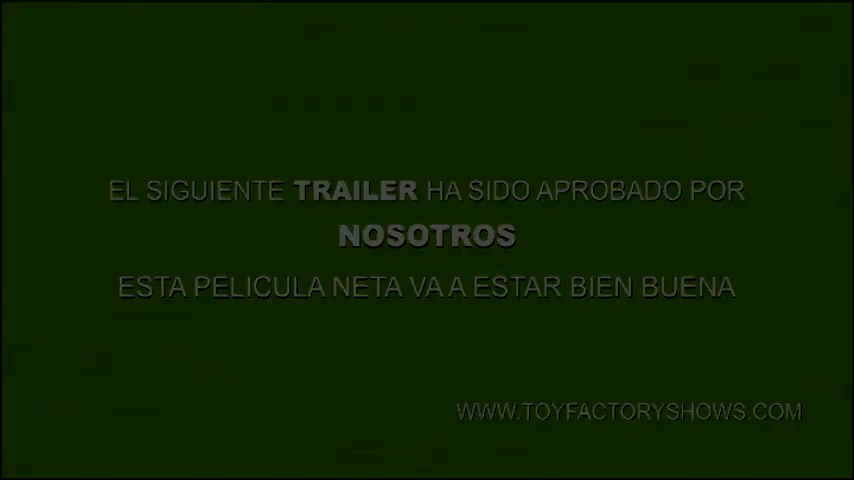 EL SIGUIENTE TRAILER HA SIDO APROBADO POR
NOSOTROS
ESTA PELICULA NETA VA A ESTAR BIEN BUENA
WWW.TOYFACTORYSHOWS.COM